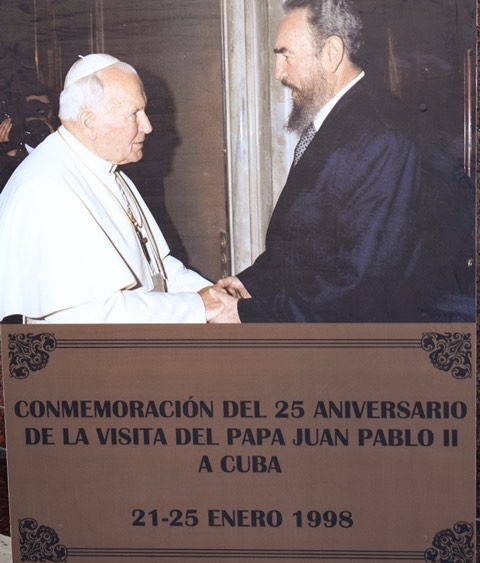 CONMEMORACIÓN DEL 25 ANIVERSARIO
DE LA VISITA DEL PAPA JUAN PABLO II
A CUBA
21-25 ENERO 1998